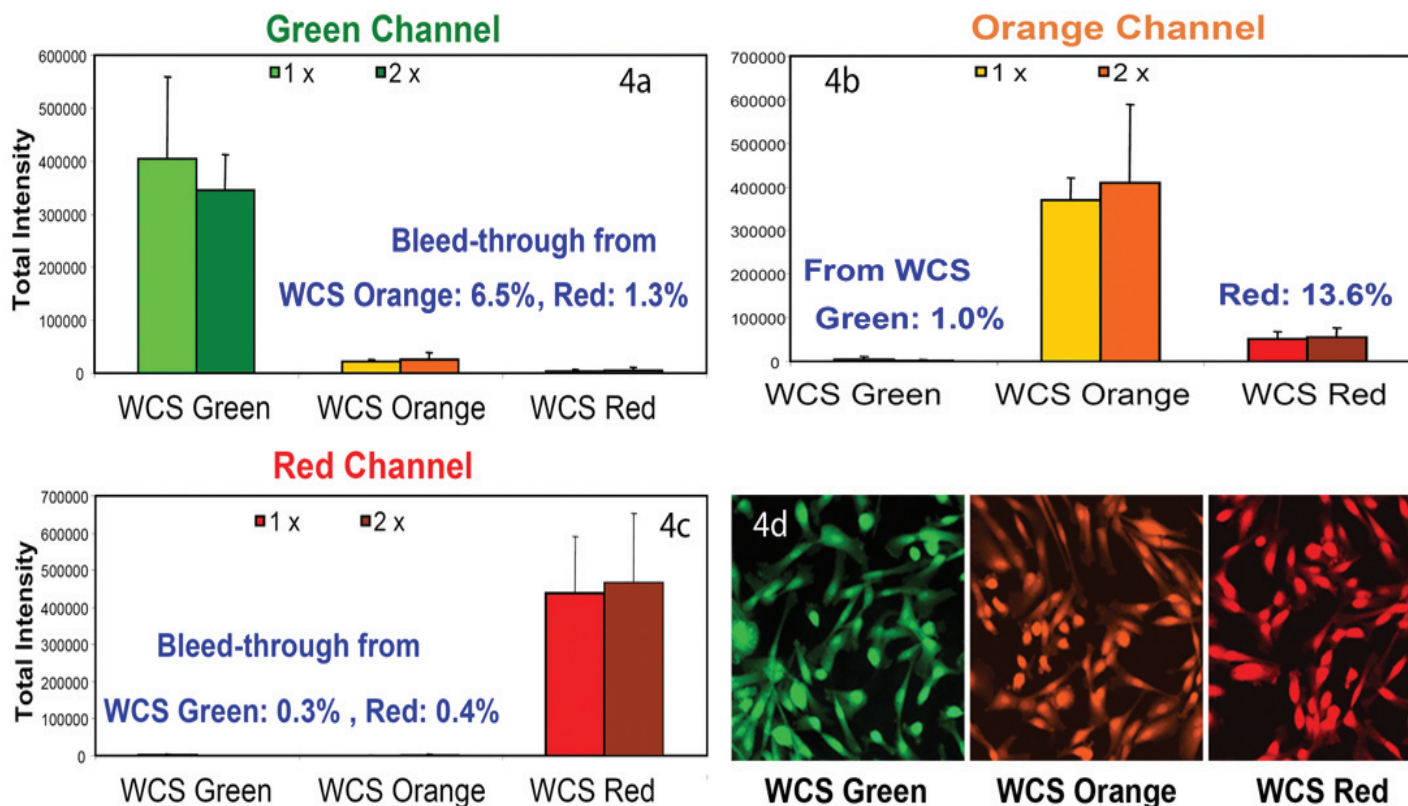 Green Channel
600000
500000
400000
300000
200000
100000
0
Total Intensity
1 x 2 x
4a
Bleed-through from
WCS Orange: 6.5%, Red: 1.3%
WCS Green WCS Orange WCS Red
Orange Channel
700000
600000
500000
400000
300000
200000
100000
0
4b
1 x 2 x
From WCS
Green: 1.0%
Red: 13.6%
WCS Green WCS Orange WCS Red
Red Channel
700000
600000
500000
400000
300000
200000
100000
0
Total Intensity
1 x 2 x
4c
Bleed-through from
WCS Green: 0.3% , Red: 0.4%
WCS Green WCS Orange WCS Red
4d
WCS Green WCS Orange WCS Red